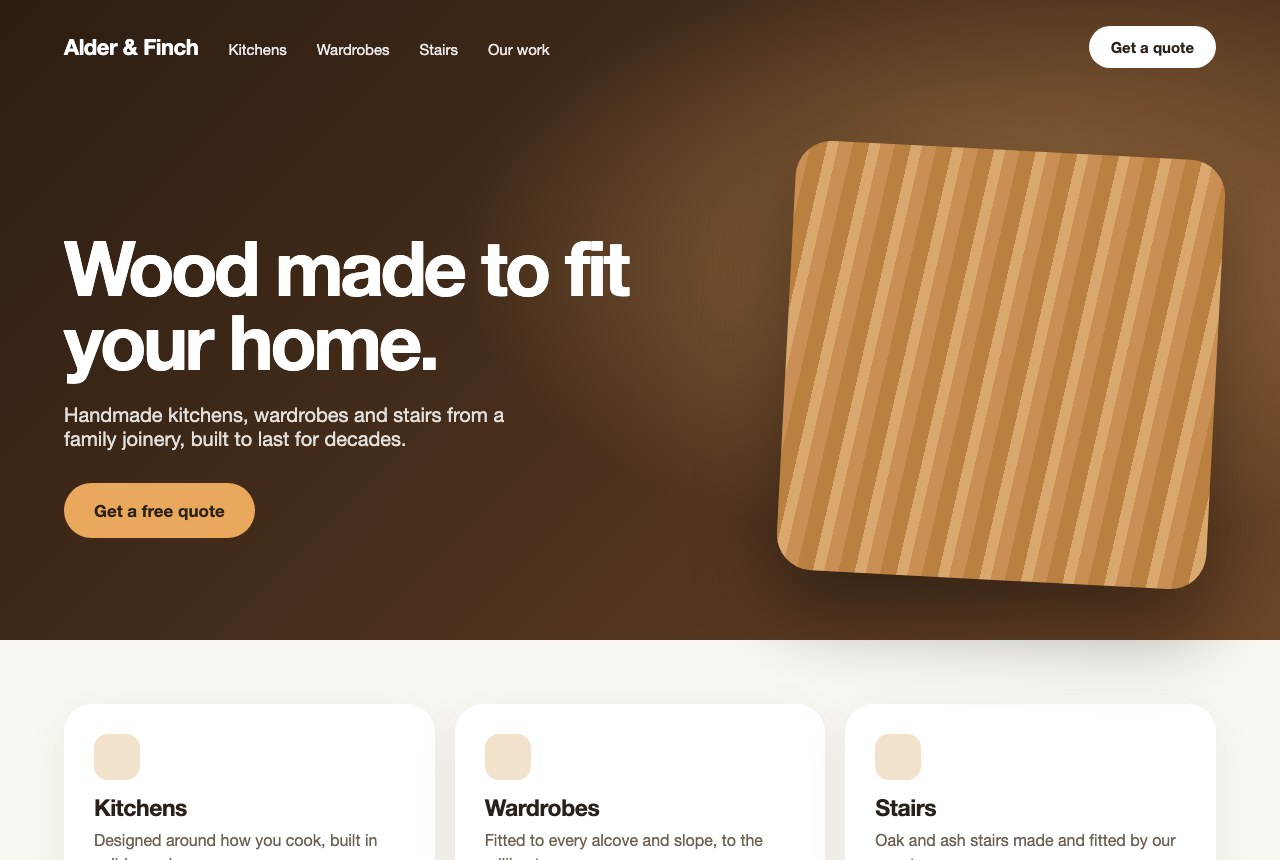 Alder & Finch
Kitchens
Wardrobes
Stairs
Our work
Get a quote
Wood made to fit
your home.
Handmade kitchens, wardrobes and stairs from a
family joinery, built to last for decades.
Get a free quote
Kitchens
Designed around how you cook, built in
Wardrobes
Fitted to every alcove and slope, to the
Stairs
Oak and ash stairs made and fitted by our